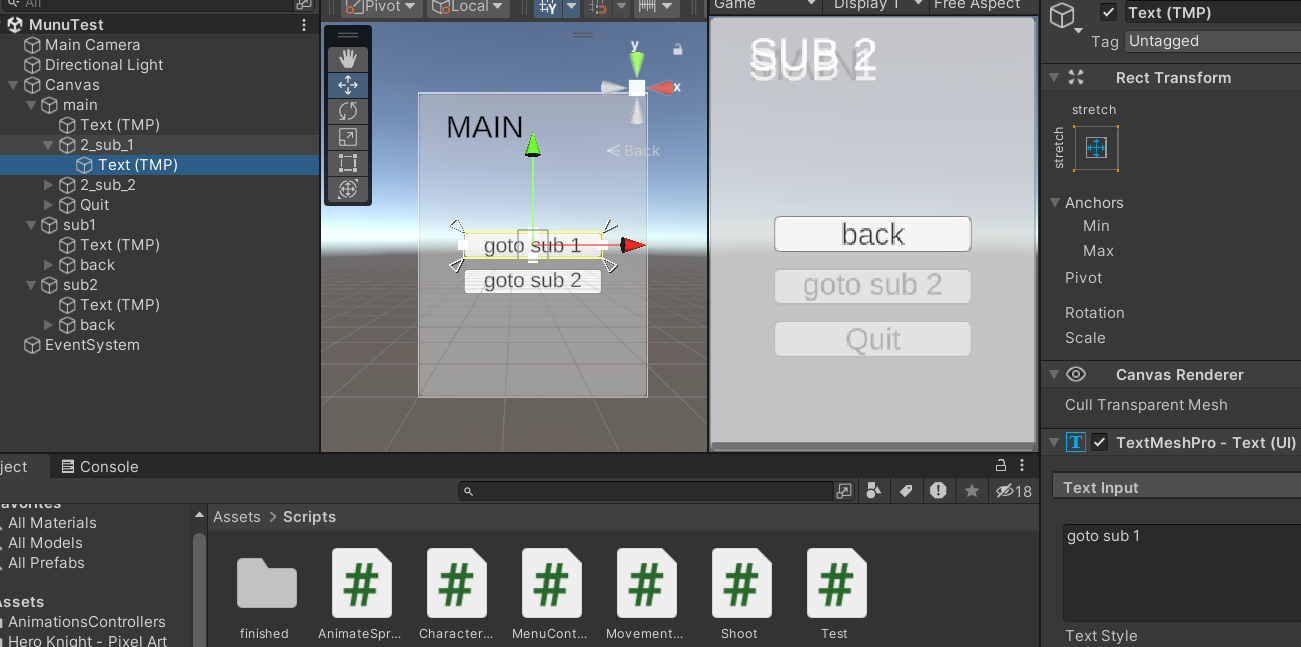 All
Pivot
Local
Game
Display 1
Free Aspect
MunuTest
Main Camera
Directional Light
Canvas
main
Text (TMP)
2_sub_1
Text (TMP)
2_sub_2
Quit
sub1
Text (TMP)
back
sub2
Text (TMP)
back
EventSystem
y
x
Back
MAIN
goto sub 1
goto sub 2
SUB 2
MAIN
back
goto sub 2
Quit
Text (TMP)
Tag Untagged
Rect Transform
stretch
stretch
Anchors
Min
Max
Pivot
Rotation
Scale
Canvas Renderer
Cull Transparent Mesh
TextMeshPro - Text (UI)
Text Input
goto sub 1
Text Style
ject
Console
18
avorites
All Materials
All Models
All Prefabs
Assets
AnimationsControllers
Hero Knight - Pixel Art
Assets > Scripts
finished
AnimateSpr...
Character...
MenuCont...
Movement...
Shoot
Test